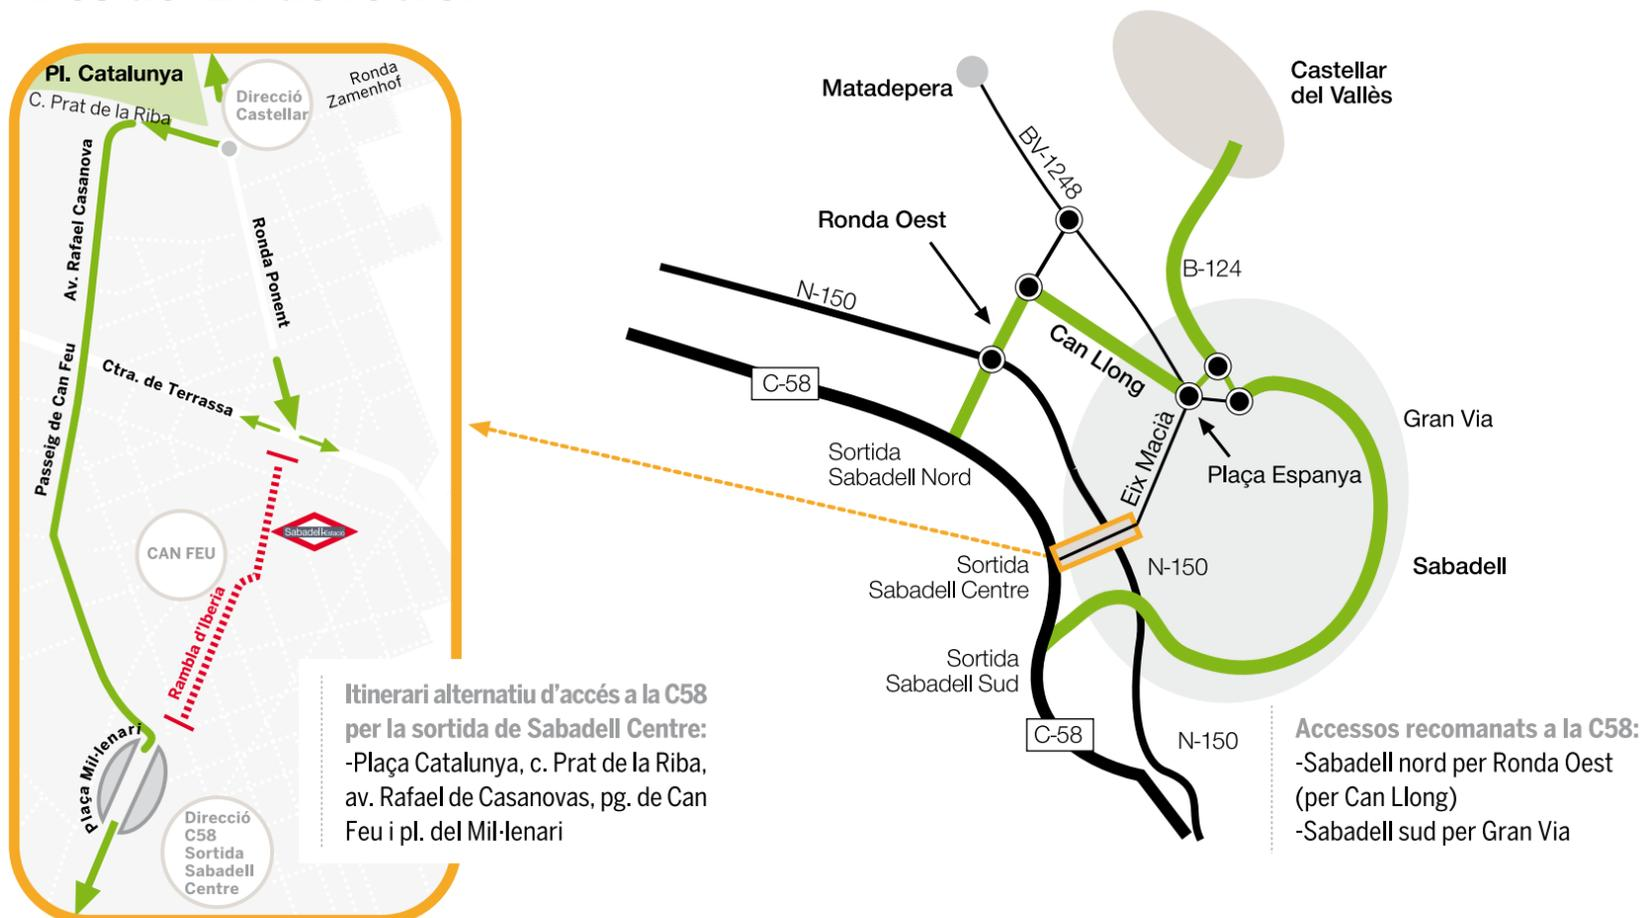 Pl. Catalunya
C. Prat de la Riba
Direcció
Castellar
Ronda
Zamenhof
Av. Rafael Casanova
Ronda Ponent
Passeig de Can Feu
Ctra. de Terrassa
CAN FEU
Rambla d'Iberia
Plaça Mil·lenari
Direcció
C58
Sortida
Sabadell
Centre
Itinerari alternatiu d'accés a la C58
per la sortida de Sabadell Centre:
-Plaça Catalunya, c. Prat de la Riba,
av. Rafael de Casanovas, pg. de Can
Feu i pl. del Mil·lenari
Matadepera
Castellar
del Vallès
BV-1248
Ronda Oest
B-124
N-150
C-58
Can Llong
Gran Via
Sortida
Sabadell Nord
Eix Macià
Plaça Espanya
Sortida
Sabadell Centre
N-150
Sabadell
Sortida
Sabadell Sud
C-58
N-150
Accessos recomanats a la C58:
-Sabadell nord per Ronda Oest
(per Can Llong)
-Sabadell sud per Gran Via